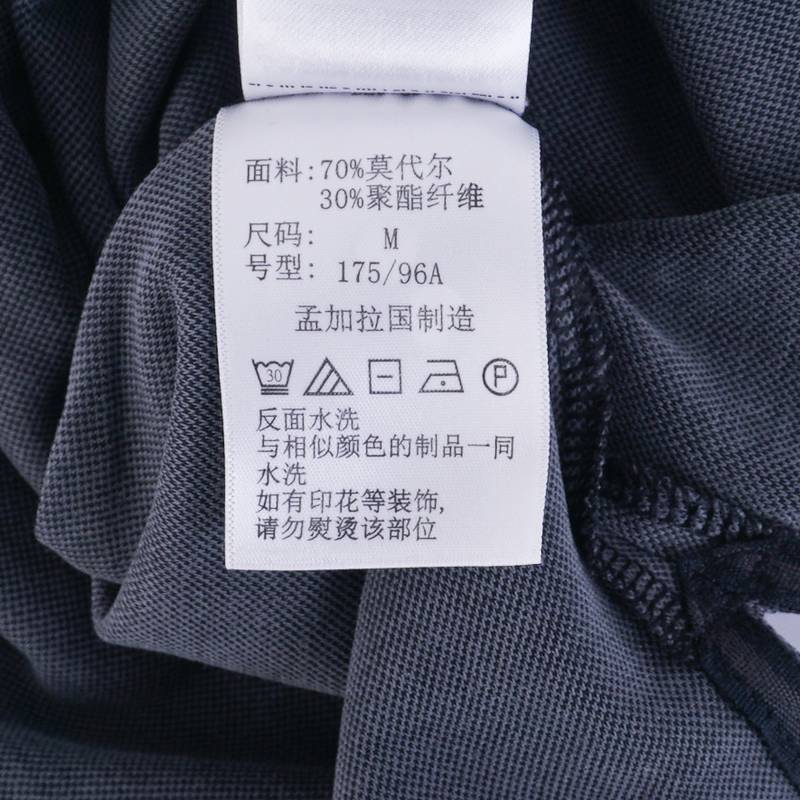 面料:70%莫代尔
30%聚酯纤维
尺码: M
号型: 175/96A
孟加拉国制造
30 P
反面水洗
与相似颜色的制品一同
水洗
如有印花等装饰,
请勿熨烫该部位